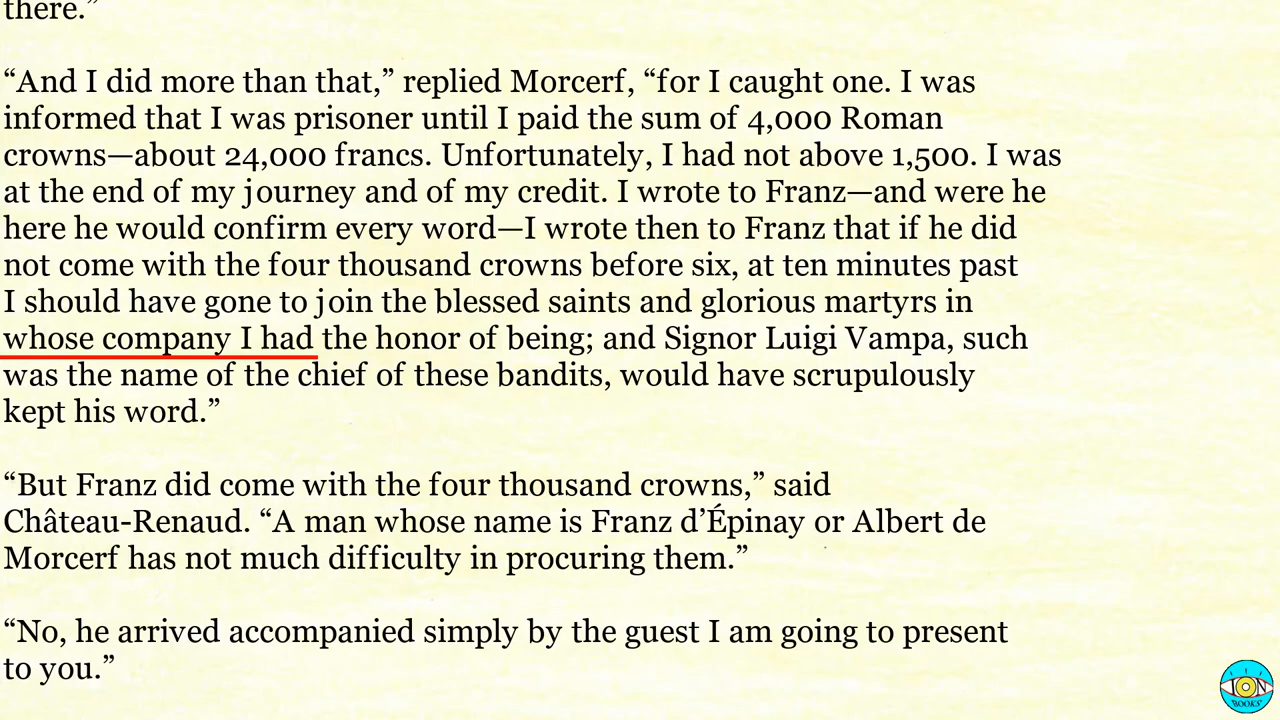 there.”
“And I did more than that,” replied Morcerf, “for I caught one. I was
informed that I was prisoner until I paid the sum of 4,000 Roman
crowns—about 24,000 francs. Unfortunately, I had not above 1,500. I was
at the end of my journey and of my credit. I wrote to Franz—and were he
here he would confirm every word—I wrote then to Franz that if he did
not come with the four thousand crowns before six, at ten minutes past
I should have gone to join the blessed saints and glorious martyrs in
whose company I had the honor of being; and Signor Luigi Vampa, such
was the name of the chief of these bandits, would have scrupulously
kept his word.”
“But Franz did come with the four thousand crowns,” said
Château-Renaud. “A man whose name is Franz d’Épinay or Albert de
Morcerf has not much difficulty in procuring them.”
“No, he arrived accompanied simply by the guest I am going to present
to you.”
ION
BOOKS